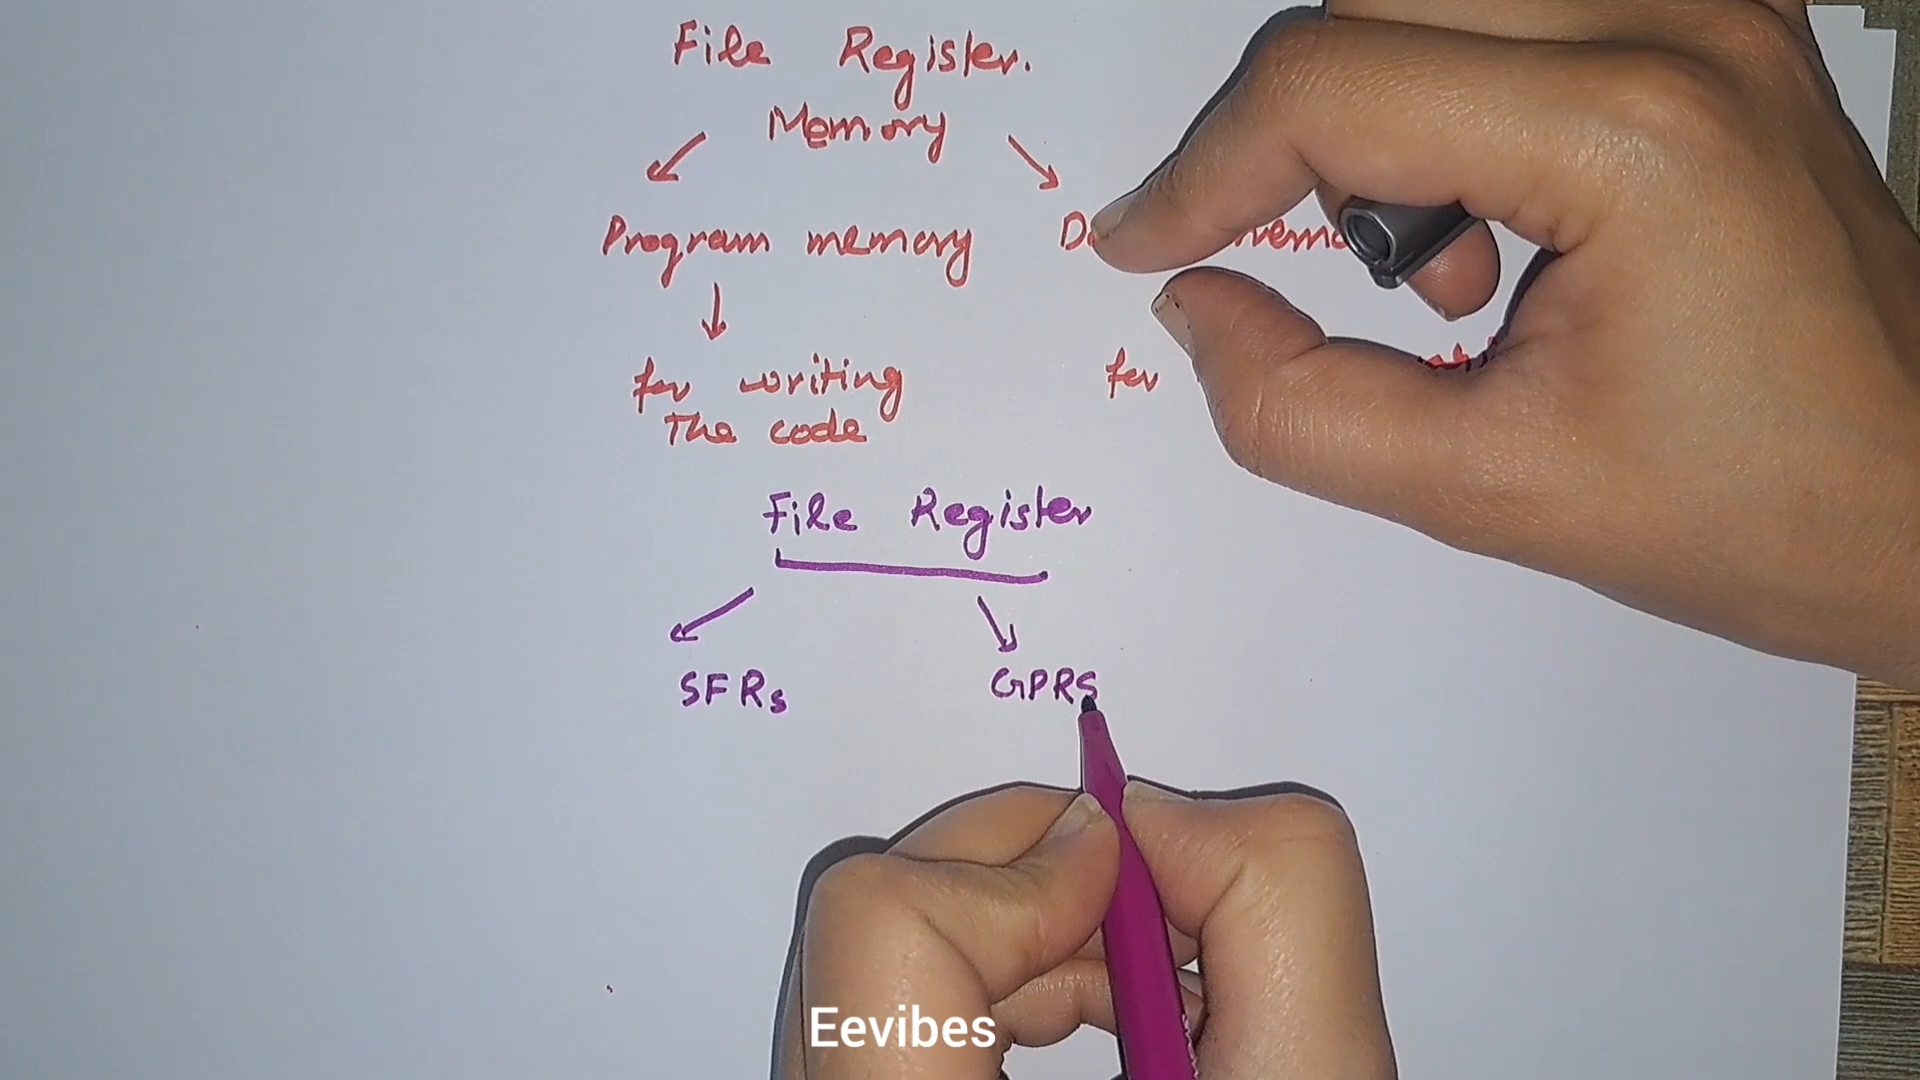 File Register.
Memory
Program memory
for writing for
The code
File Register
SFRs GPRS
Eevibes